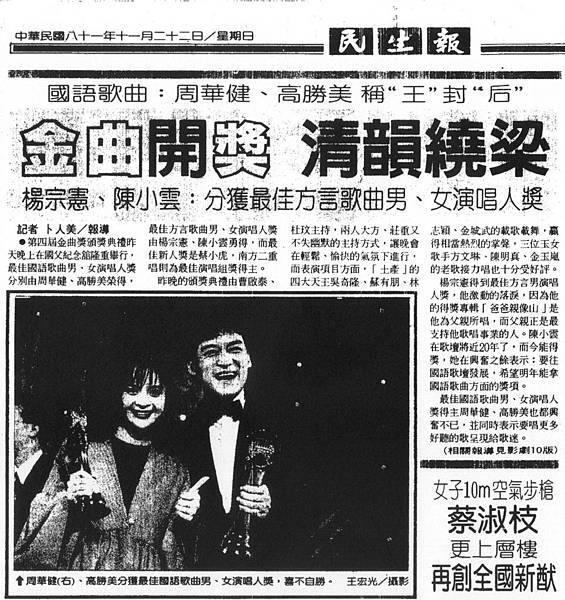 中華民國八十一年十一月二十二日/星期日
民生報
國語歌曲:周華健、高勝美 稱“王”封“后”
金曲開獎 清韻繞梁
楊宗憲、陳小雲:分獲最佳方言歌曲男、女演唱人獎
記者 卜人美/報導
●第四屆金曲獎頒獎典禮昨
天晚上在國父紀念館隆重舉行,
最佳國語歌曲男、女演唱人獎
分別由周華健、高勝美榮得,
最佳方言歌曲男、女演唱人獎
由楊宗憲、陳小雲勇得,而最
佳新人獎是蔡小虎,南方二重
唱則為最佳演唱組獎得主。
昨晚的頒獎典禮由曹啟泰、
杜玟主持,兩人大方、莊重又
不失幽默的主持方式,讓晚會
在輕鬆、愉快的氣氛下進行,
而表演項目方面,「土產」的
四大天王吳奇隆、蘇有朋、林
志穎、金城武的載歌載舞,贏
得相當熱烈的掌聲,三位玉女
歌手方文琳、陳明真、金玉嵐
的老歌接力唱也十分受好評。
楊宗憲得到最佳方言男演唱
人獎,他激動的落淚,因為他
的得獎專輯「爸爸親像山」是
他為父親所唱,而父親正是最
支持他歌唱事業的人。陳小雲
在歌壇將近20年了,而今能得
獎,她在興奮之餘表示:要往
國語歌壇發展,希望明年能拿
國語歌曲方面的獎項。
最佳國語歌曲男、女演唱人
獎得主周華健、高勝美也都興
奮不已,並同時表示要唱更多
好聽的歌呈現給歌迷。
(相關報導見影劇10版)
⬆周華健(右)、高勝美分獲最佳國語歌曲男、女演唱人獎,喜不自勝。 王宏光/攝影
女子10m空氣步槍
蔡淑枝
更上層樓
再創全國新猷